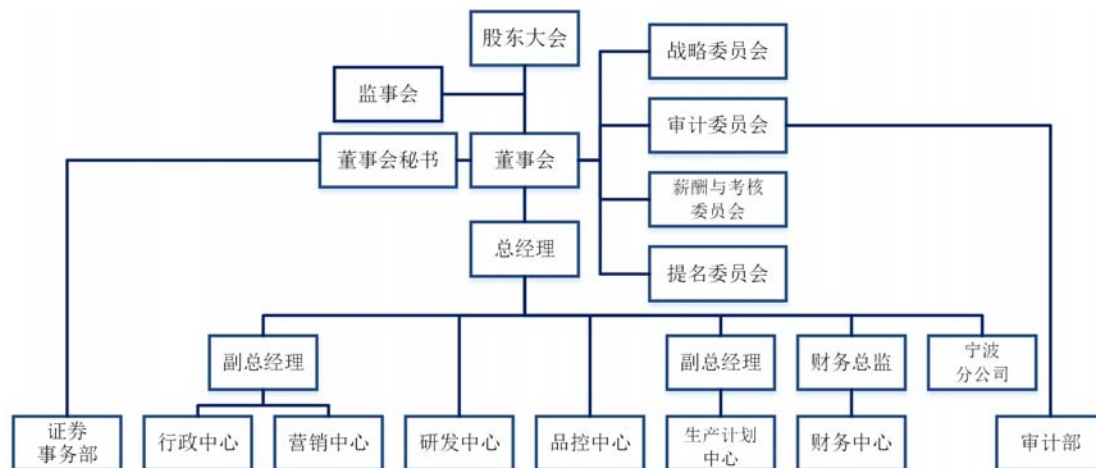 股东大会
战略委员会
监事会
审计委员会
董事会秘书
董事会
薪酬与考核
委员会
总经理
提名委员会
副总经理
副总经理
财务总监
宁波
分公司
证券
事务部
行政中心
营销中心
研发中心
品控中心
生产计划
中心
财务中心
审计部